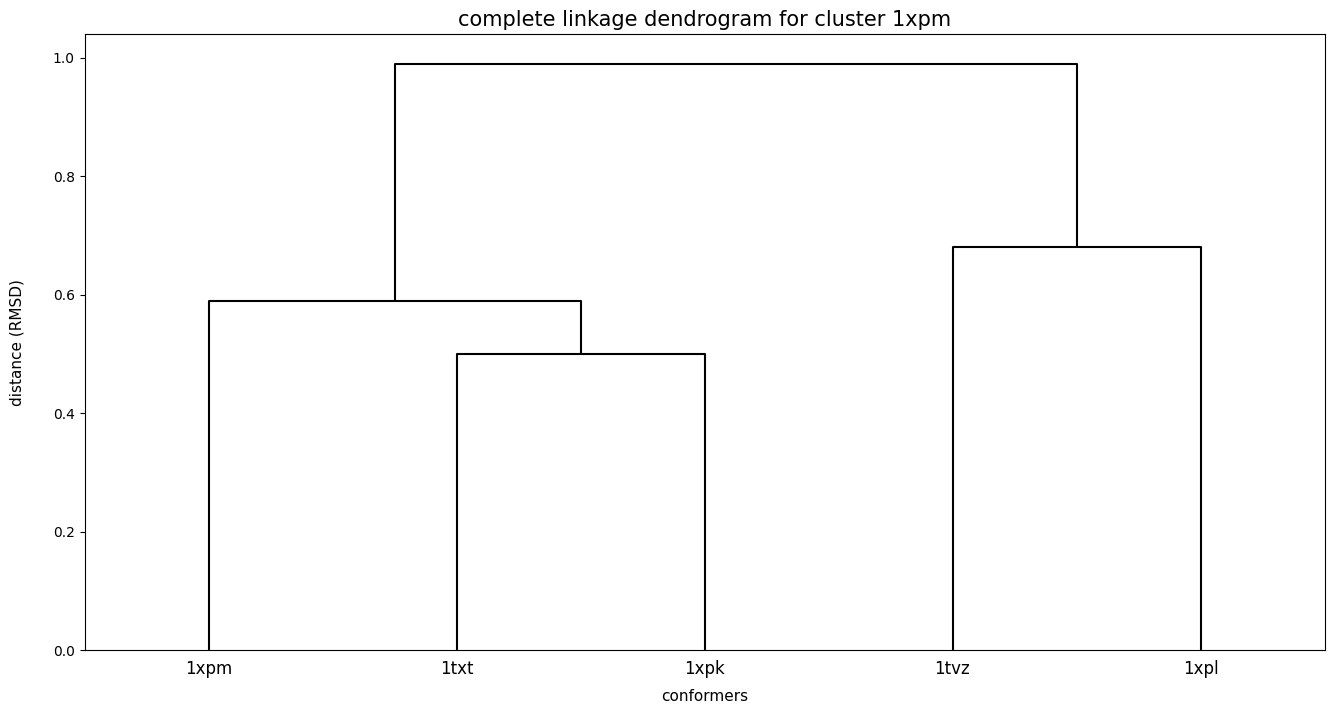 complete linkage dendrogram for cluster 1xpm
1.0
0.8
0.6
0.4
0.2
0.0
distance (RMSD)
1xpm 1txt 1xpk 1tvz 1xpl
conformers